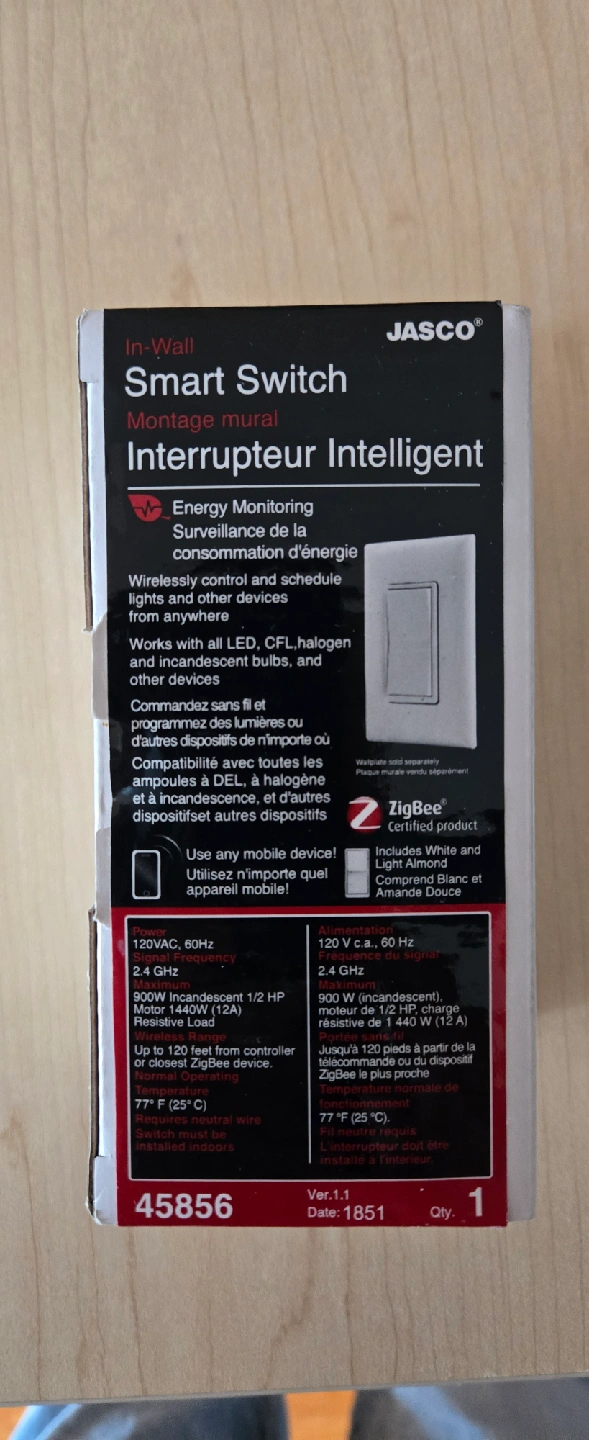 JASCO®
In-Wall
Smart Switch
Montage mural
Interrupteur Intelligent
Energy Monitoring
Surveillance de la
consommation d'énergie
Wirelessly control and schedule
lights and other devices
from anywhere
Works with all LED, CFL,halogen
and incandescent bulbs, and
other devices
Commandez sans fil et
programmez des lumières ou
d'autres dispositifs de n'importe où
Compatibilité avec toutes les
ampoules à DEL, à halogène
et à incandescence, et d'autres
dispositifset autres dispositifs
Wallplate sold separately
Plaque murale vendu séparément
ZigBee®
Certified product
Use any mobile device!
Utilisez n'importe quel
appareil mobile!
Includes White and
Light Almond
Comprend Blanc et
Amande Douce
Power
120VAC, 60Hz
Signal Frequency
2.4 GHz
Maximum
900W Incandescent 1/2 HP
Motor 1440W (12A)
Resistive Load
Wireless Range
Up to 120 feet from controller
or closest ZigBee device.
Normal Operating
Temperature
77° F (25° C)
Requires neutral wire
Switch must be
installed indoors
Alimentation
120 V c.a., 60 Hz
Fréquence du signal
2.4 GHz
Maximum
900 W (incandescent),
moteur de 1/2 HP, charge
résistive de 1 440 W (12 A)
Portée sans fil
Jusqu'à 120 pieds à partir de la
télécommande ou du dispositif
ZigBee le plus proche
Température normale de
fonctionnement
77 °F (25 °C).
Fil neutre requis
L'interrupteur doit être
installé à l'intérieur.
45856
Ver.1.1
Date: 1851
Qty. 1